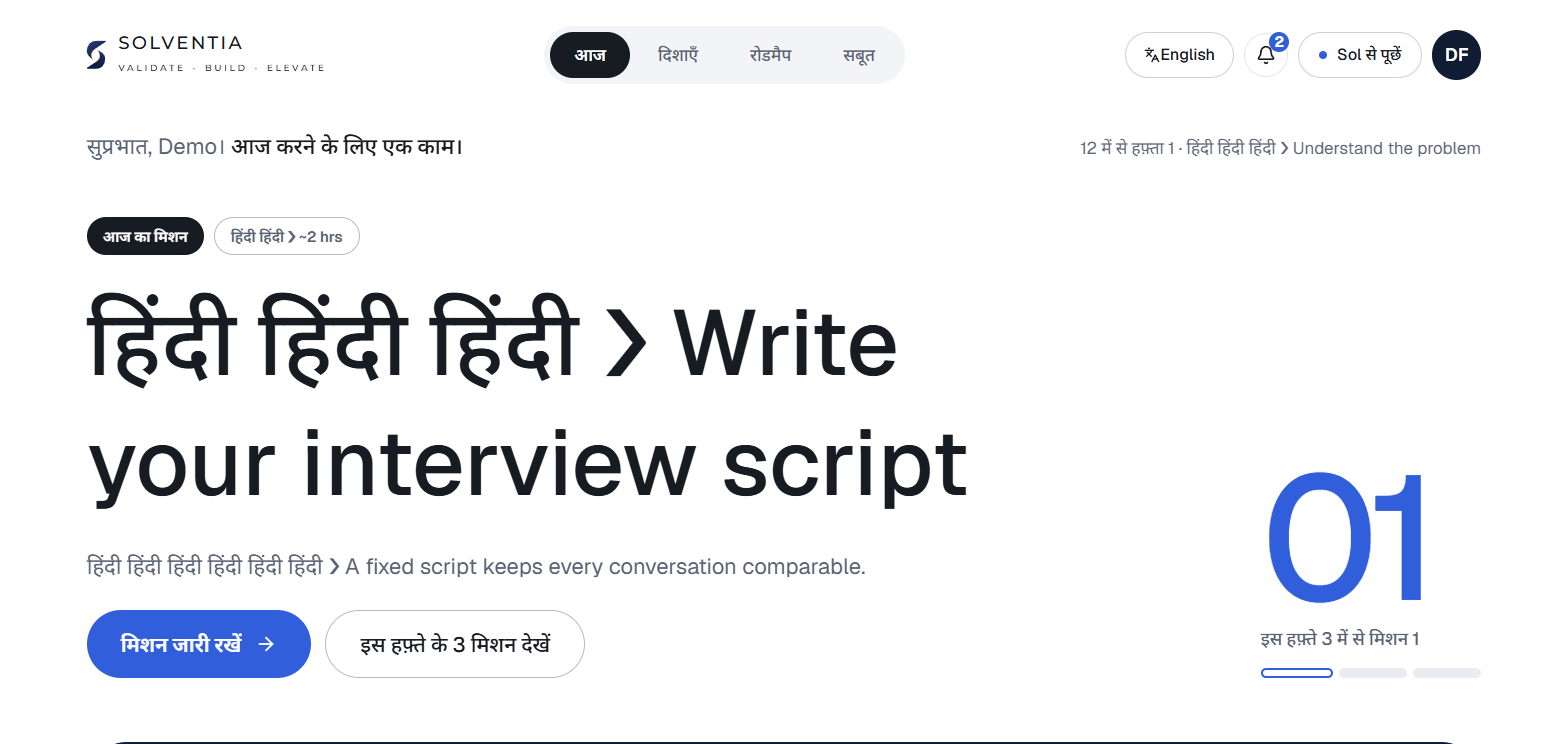 SOLVENTIA
VALIDATE · BUILD · ELEVATE
आज दिशाएँ रोडमैप सबूत
English
2
Sol से पूछें
DF
सुप्रभात, Demo। आज करने के लिए एक काम।
12 में से हफ़्ता 1 · हिंदी हिंदी हिंदी ❯ Understand the problem
आज का मिशन
हिंदी हिंदी ❯ ~2 hrs
हिंदी हिंदी हिंदी ❯ Write
your interview script
हिंदी हिंदी हिंदी हिंदी हिंदी हिंदी ❯ A fixed script keeps every conversation comparable.
मिशन जारी रखें →
इस हफ़्ते के 3 मिशन देखें
01
इस हफ़्ते 3 में से मिशन 1